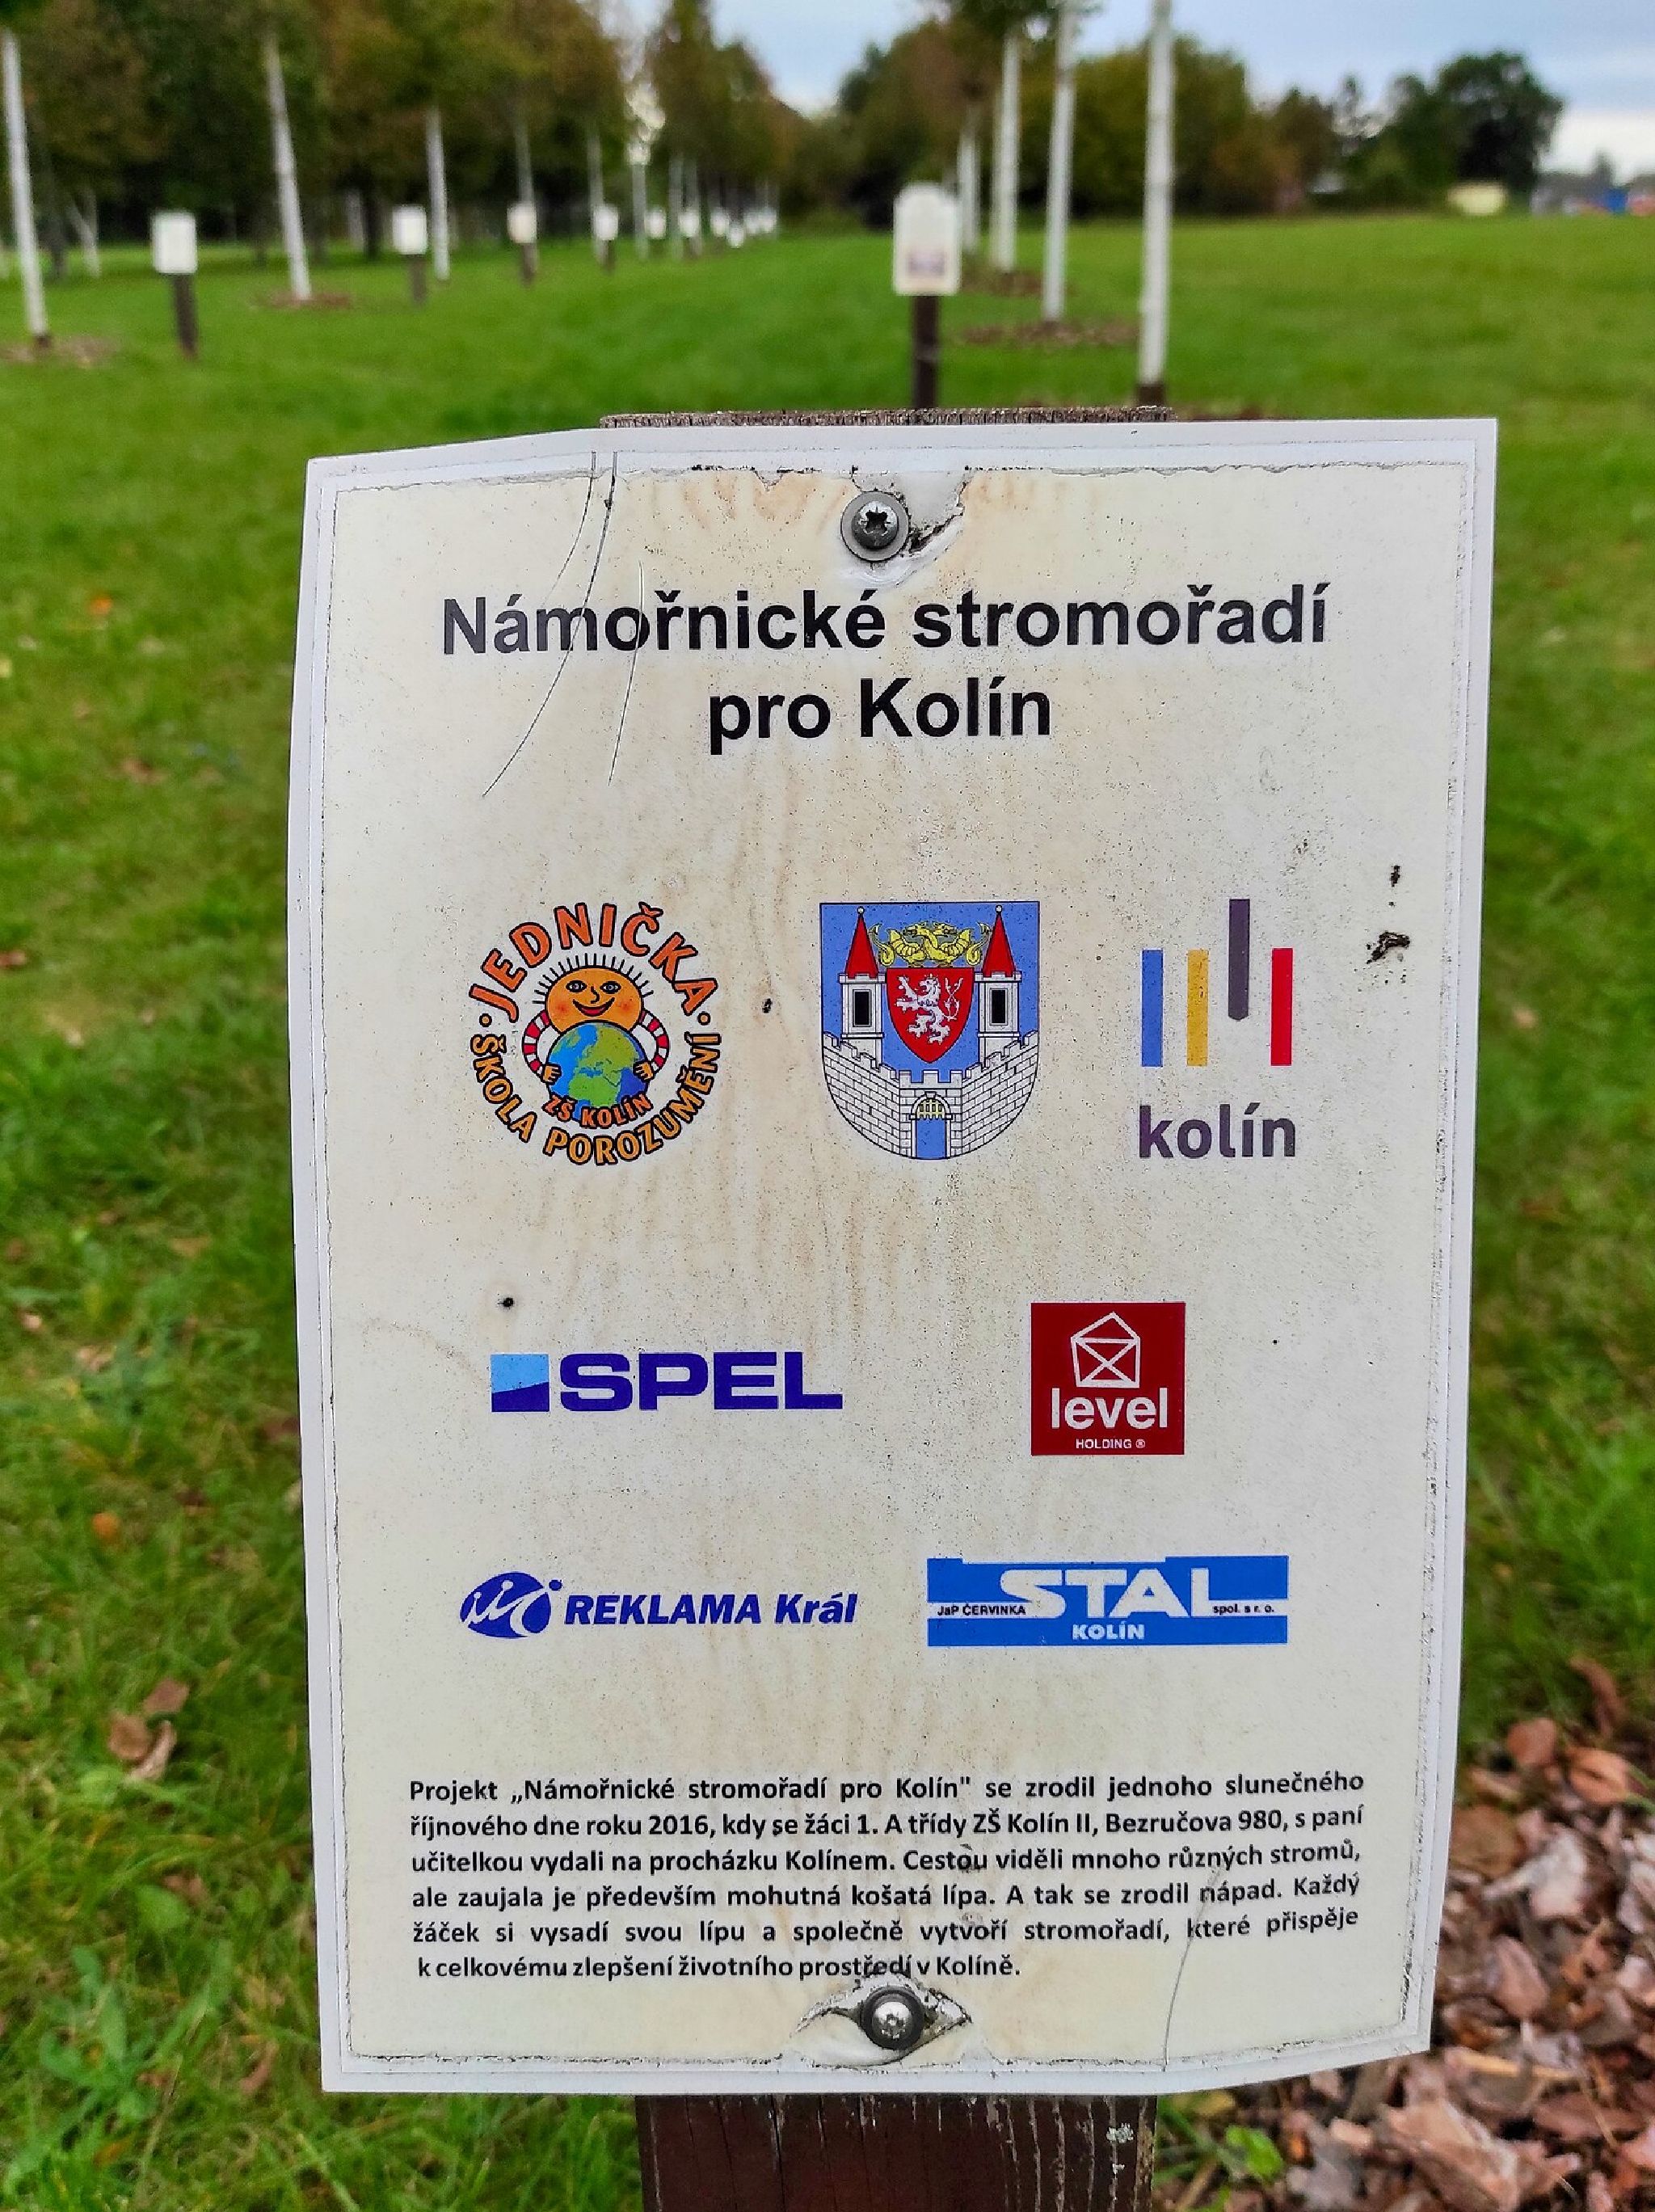 Námořnické stromořadí
pro Kolín
JEDNIČKA
ŠKOLA POROZUMĚNÍ
ZŠ KOLÍN
kolín
SPEL
level
HOLDING ®
REKLAMA Král
STAL
JaP ČERVINKA
spol. s r. o.
KOLÍN
Projekt „Námořnické stromořadí pro Kolín" se zrodil jednoho slunečného
říjnového dne roku 2016, kdy se žáci 1. A třídy ZŠ Kolín II, Bezručova 980, s paní
učitelkou vydali na procházku Kolínem. Cestou viděli mnoho různých stromů,
ale zaujala je především mohutná košatá lípa. A tak se zrodil nápad. Každý
žáček si vysadí svou lípu a společně vytvoří stromořadí, které přispěje
k celkovému zlepšení životního prostředí v Kolíně.